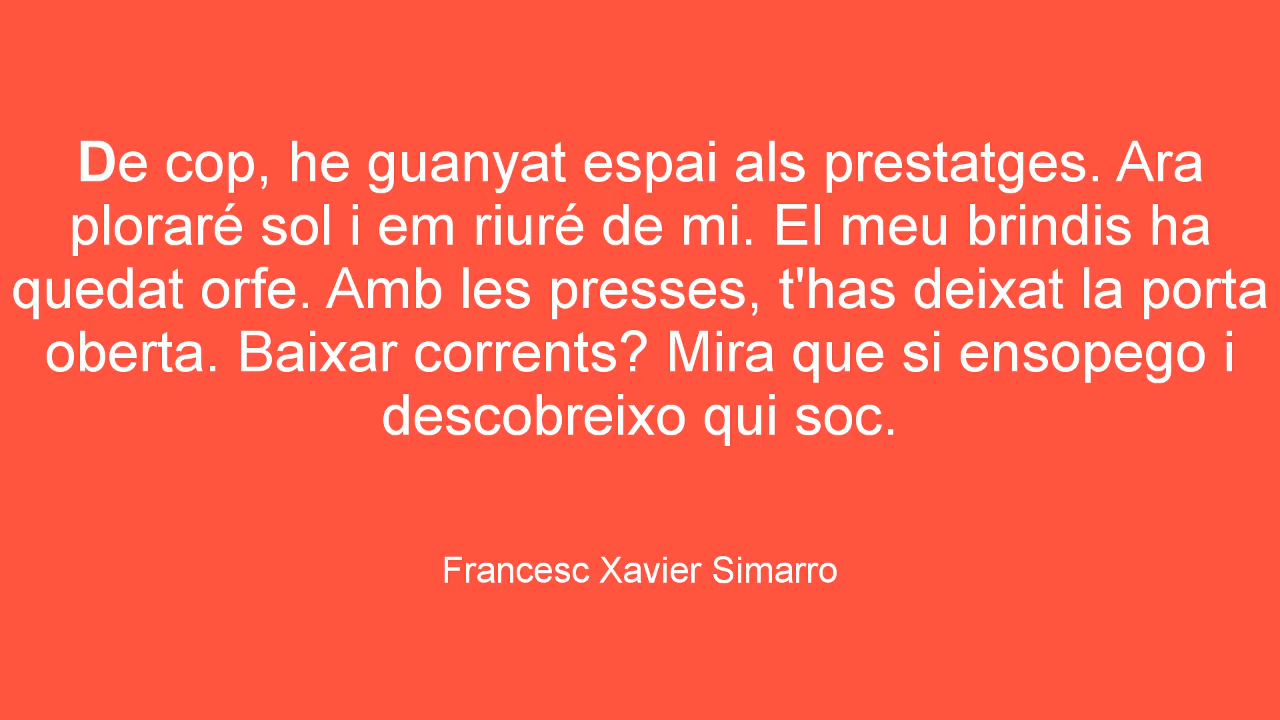 De cop, he guanyat espai als prestatges. Ara
ploraré sol i em riuré de mi. El meu brindis ha
quedat orfe. Amb les presses, t'has deixat la porta
oberta. Baixar corrents? Mira que si ensopego i
descobreixo qui soc.
Francesc Xavier Simarro